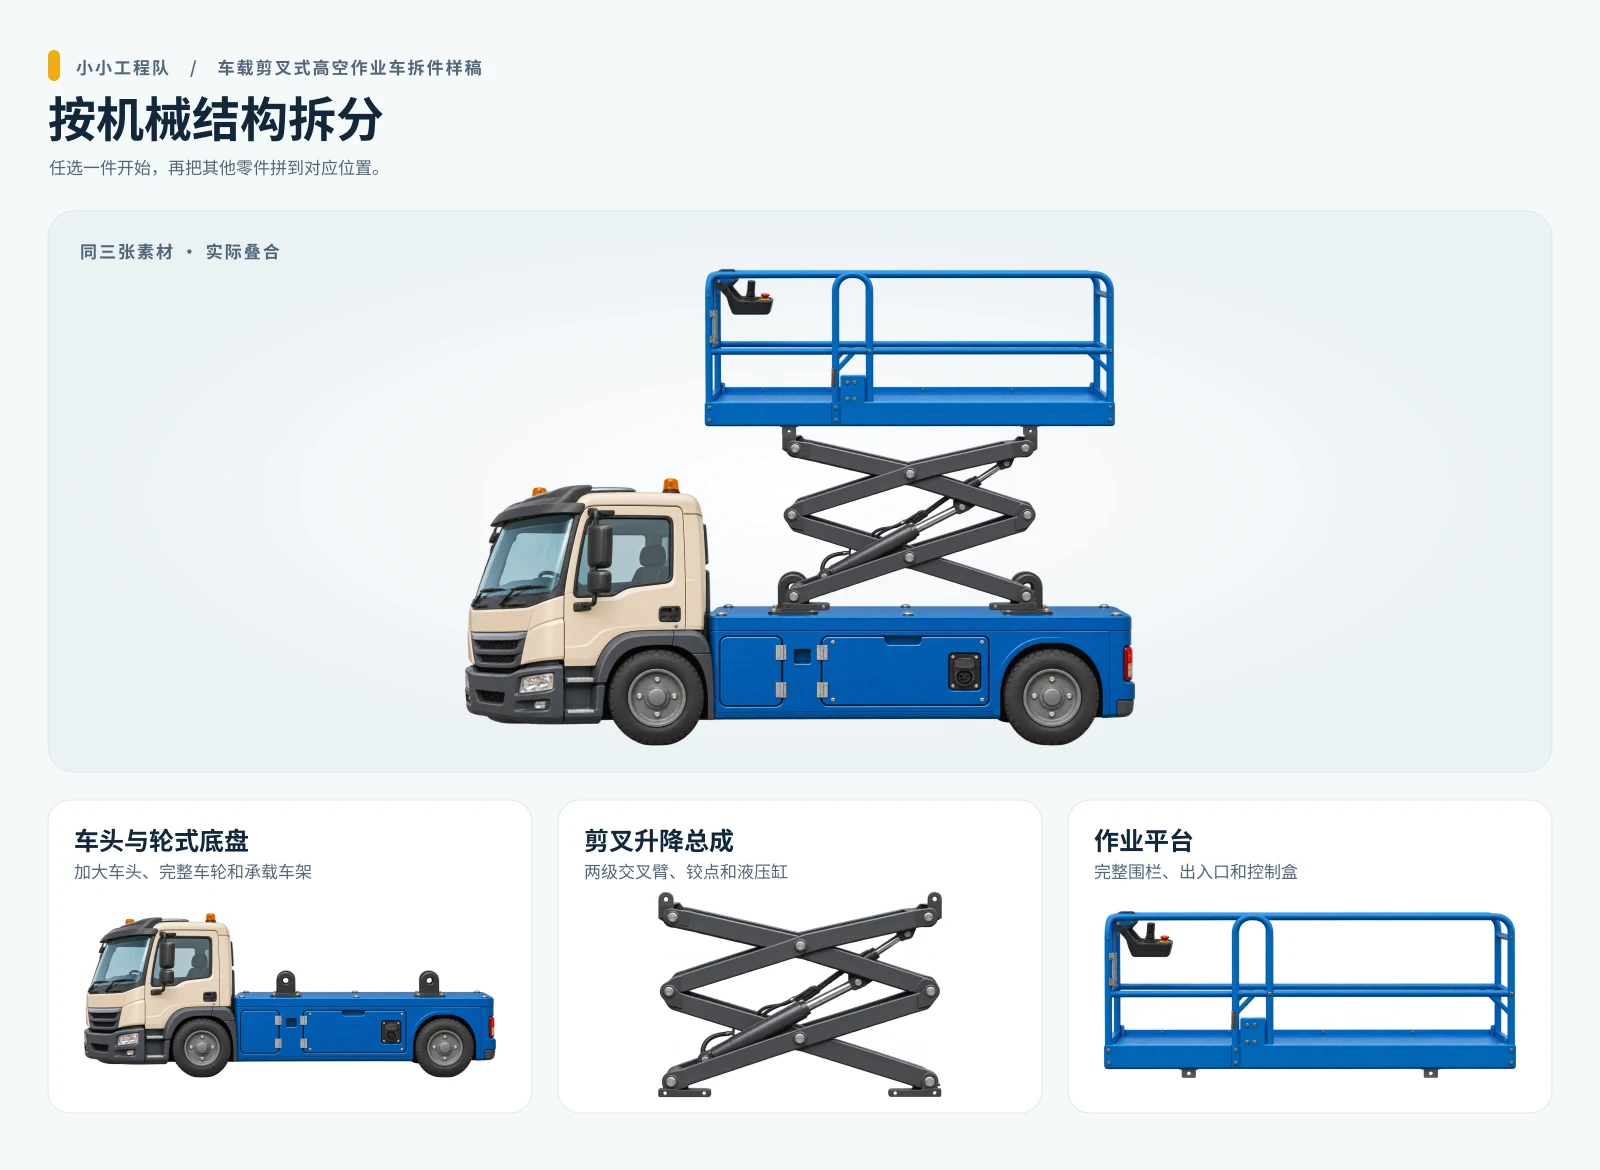 小小工程队 / 车载剪叉式高空作业车拆件样稿
按机械结构拆分
任选一件开始，再把其他零件拼到对应位置。
同三张素材 · 实际叠合
车头与轮式底盘
加大车头、完整车轮和承载车架
剪叉升降总成
两级交叉臂、铰点和液压缸
作业平台
完整围栏、出入口和控制盒